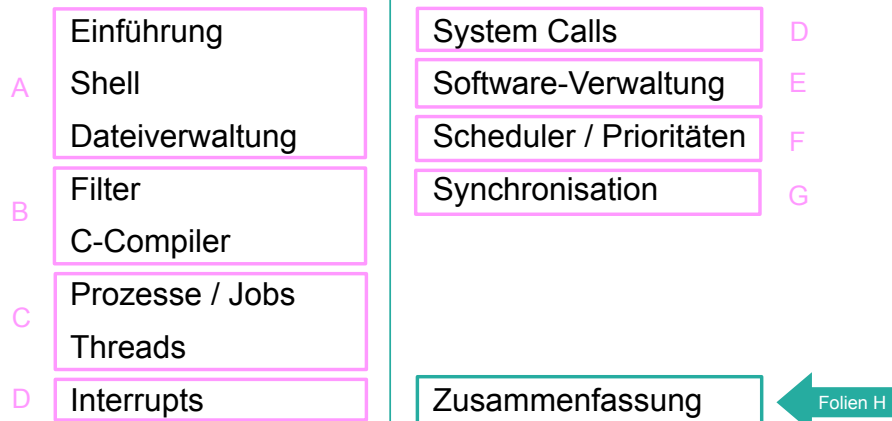 Einführung
A
Shell
Dateiverwaltung
B
Filter
C-Compiler
C
Prozesse / Jobs
Threads
D
Interrupts
System Calls
D
Software-Verwaltung
E
Scheduler / Prioritäten
F
Synchronisation
G
Zusammenfassung
Folien H